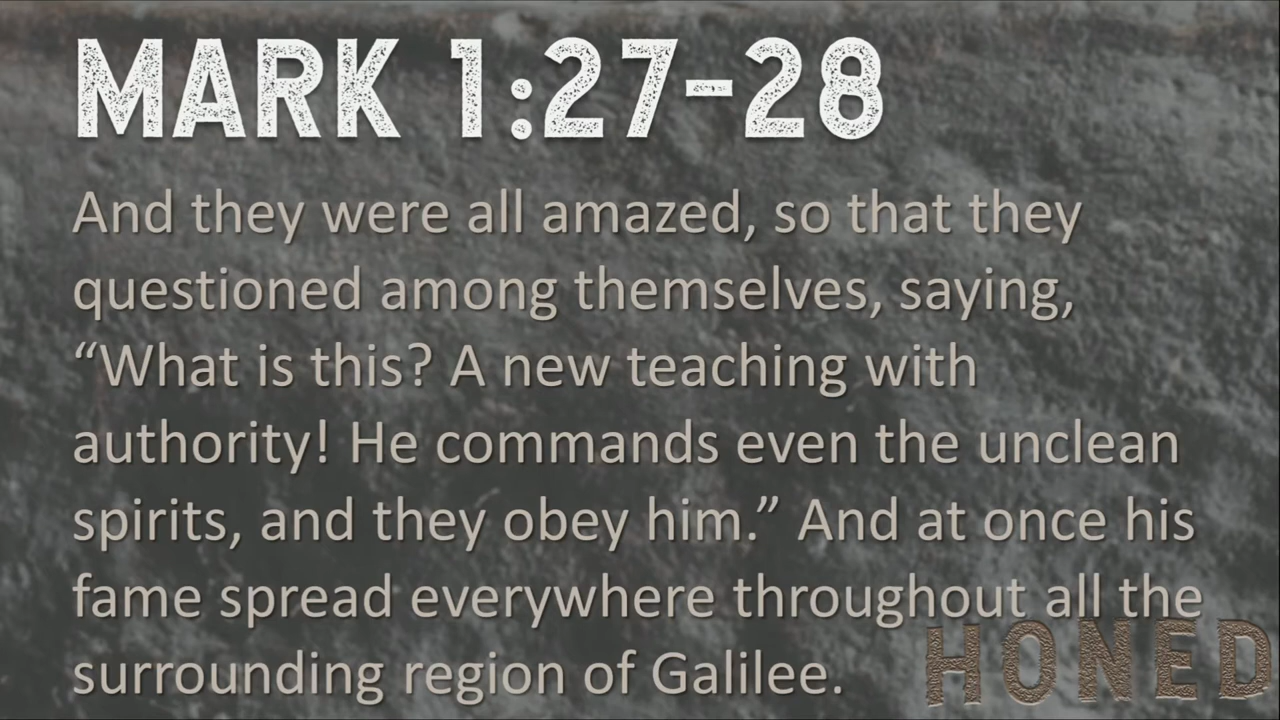 MARK 1:27-28
And they were all amazed, so that they
questioned among themselves, saying,
“What is this? A new teaching with
authority! He commands even the unclean
spirits, and they obey him.” And at once his
fame spread everywhere throughout all the
surrounding region of Galilee.
HONED